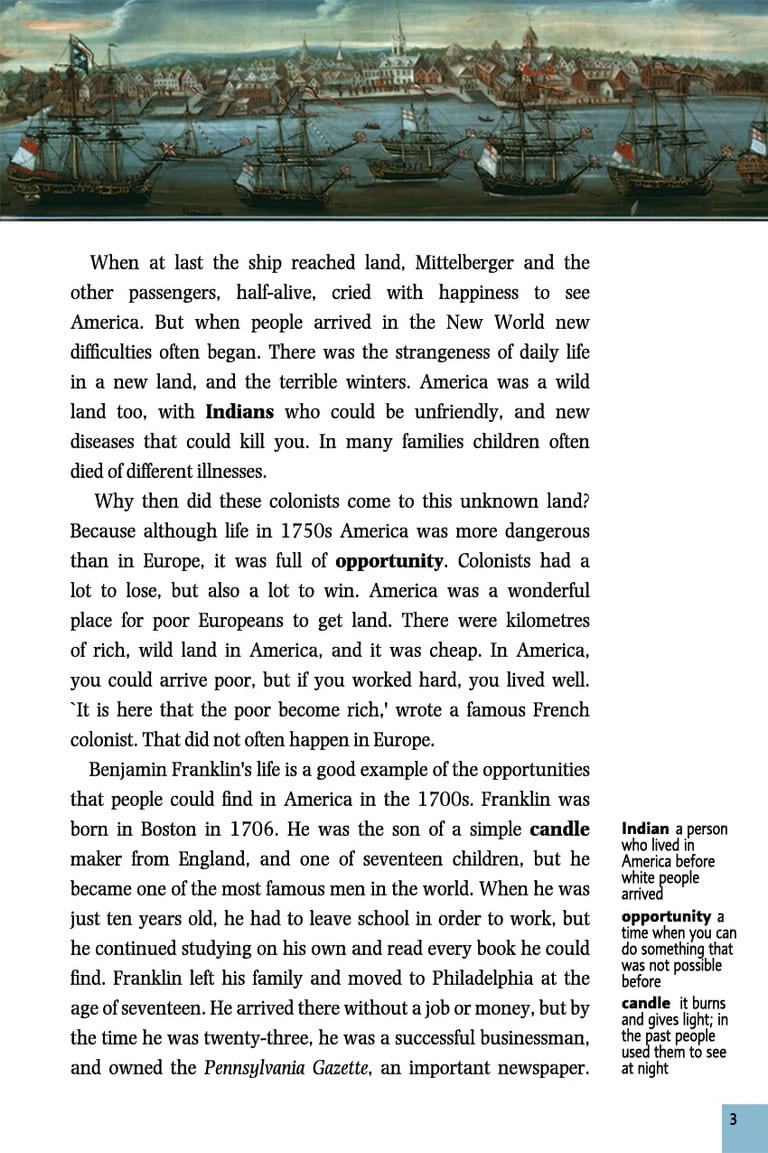 When at last the ship reached land, Mittelberger and the
other passengers, half-alive, cried with happiness to see
America. But when people arrived in the New World new
difficulties often began. There was the strangeness of daily life
in a new land, and the terrible winters. America was a wild
land too, with Indians who could be unfriendly, and new
diseases that could kill you. In many families children often
died of different illnesses.
Why then did these colonists come to this unknown land?
Because although life in 1750s America was more dangerous
than in Europe, it was full of opportunity. Colonists had a
lot to lose, but also a lot to win. America was a wonderful
place for poor Europeans to get land. There were kilometres
of rich, wild land in America, and it was cheap. In America,
you could arrive poor, but if you worked hard, you lived well.
`It is here that the poor become rich,' wrote a famous French
colonist. That did not often happen in Europe.
Benjamin Franklin's life is a good example of the opportunities
that people could find in America in the 1700s. Franklin was
born in Boston in 1706. He was the son of a simple candle
maker from England, and one of seventeen children, but he
became one of the most famous men in the world. When he was
just ten years old, he had to leave school in order to work, but
he continued studying on his own and read every book he could
find. Franklin left his family and moved to Philadelphia at the
age of seventeen. He arrived there without a job or money, but by
the time he was twenty-three, he was a successful businessman,
and owned the Pennsylvania Gazette, an important newspaper.
Indian a person
who lived in
America before
white people
arrived
opportunity a
time when you can
do something that
was not possible
before
candle it burns
and gives light; in
the past people
used them to see
at night
3